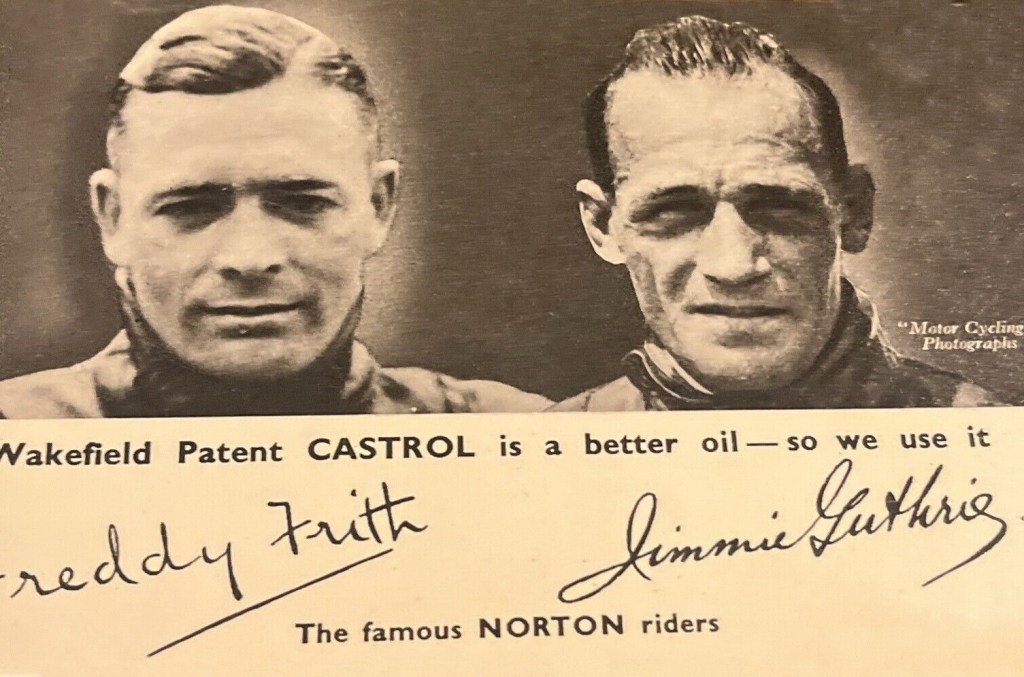 "Motor Cycling
Photographs
Wakefield Patent CASTROL is a better oil — so we use it
Freddy Frith
Jimmie Guthrie
The famous NORTON riders